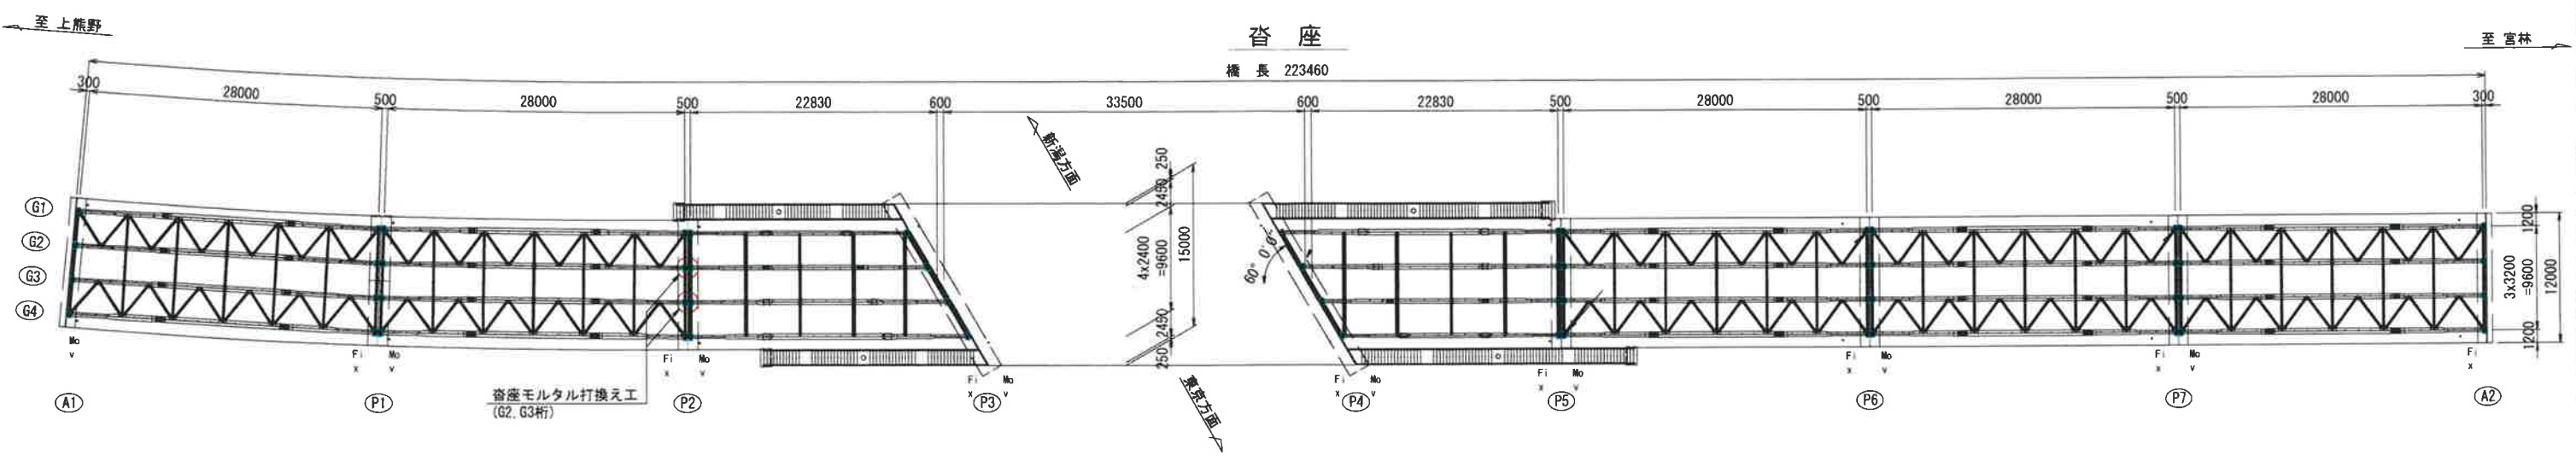 至 上熊野
沓 座
至 宮林
橋 長 223460
300
28000
500
28000
500
22830
600
33500
600
22830
500
28000
500
28000
500
28000
300
新潟方面
250
2450
4x2400
=9600
15000
2450
250
60° 0′ 0″
G1
G2
G3
G4
1200
3x3200
=9600
12000
1200
Mo
v
Fi
x
Mo
v
Fi
x
Mo
v
Fi
x
Mo
v
Fi
x
Mo
v
Fi
x
Mo
v
Fi
x
Mo
v
Fi
x
Mo
v
Fi
x
沓座モルタル打換え工
(G2, G3桁)
東京方面
A1
P1
P2
P3
P4
P5
P6
P7
A2